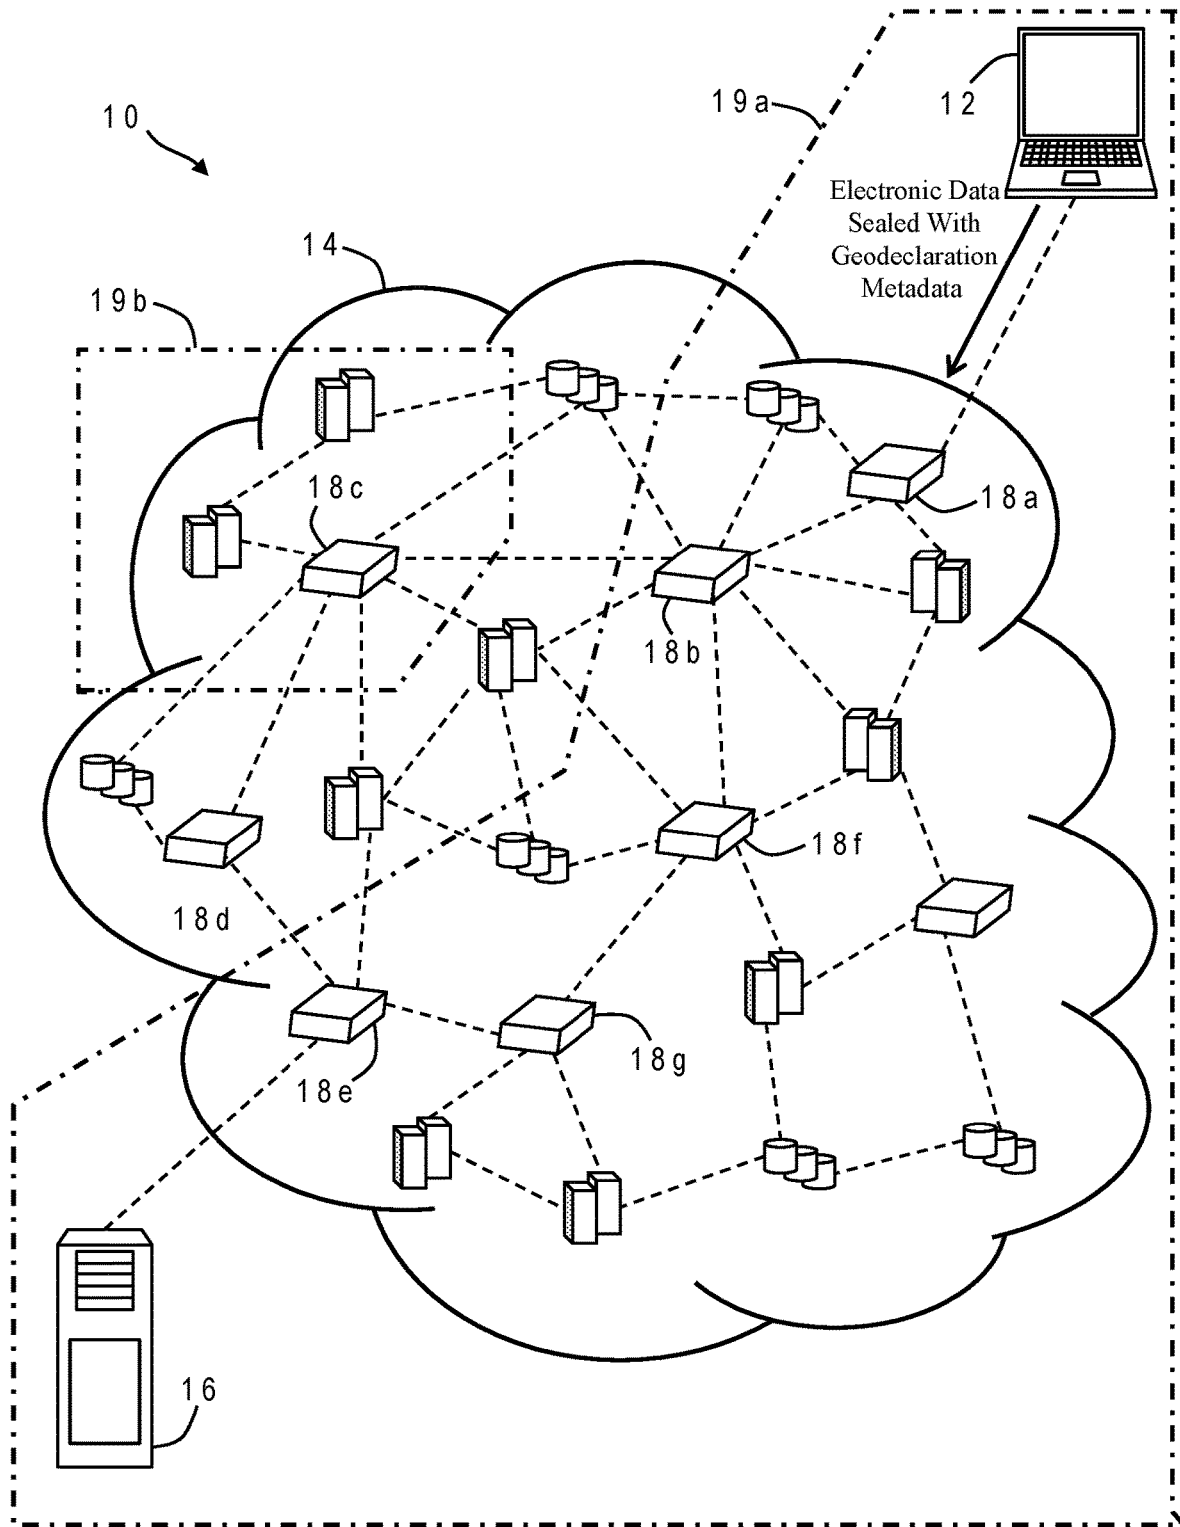 10
19a
12
Electronic Data
Sealed With
Geodeclaration
Metadata
14
19b
18c
18a
18b
18f
18d
18g
18e
16